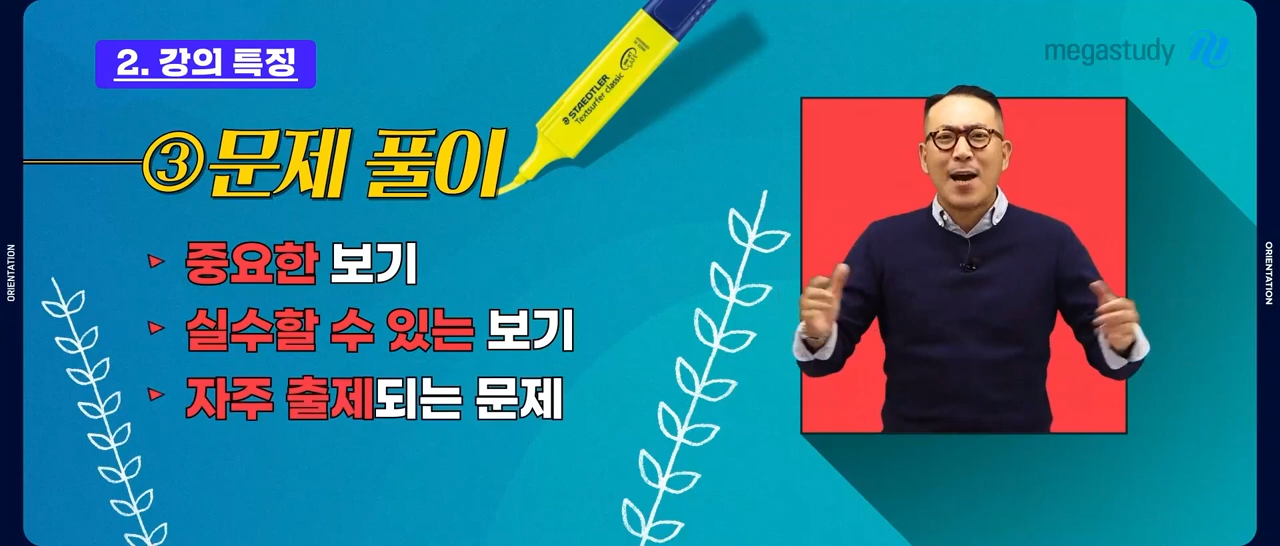 2. 강의 특징
megastudy
STAEDTLER
Textsurfer classic
③문제 풀이
중요한 보기
실수할 수 있는 보기
자주 출제되는 문제
ORIENTATION
ORIENTATION